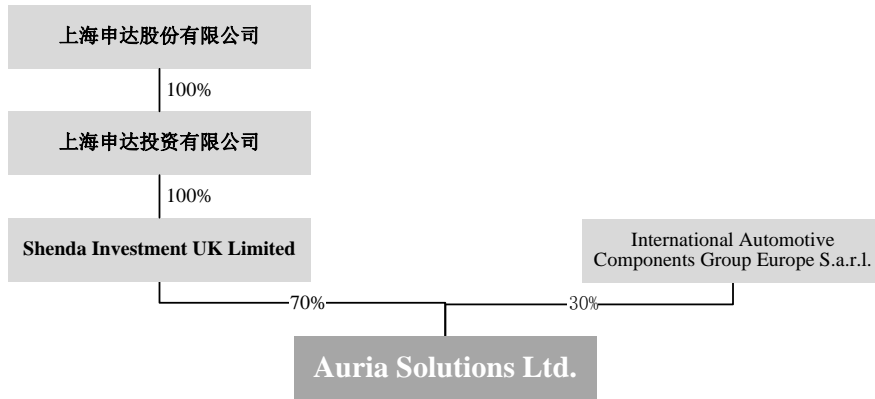 上海申达股份有限公司
100%
上海申达投资有限公司
100%
Shenda Investment UK Limited
International Automotive
Components Group Europe S.a.r.l.
70%
30%
Auria Solutions Ltd.